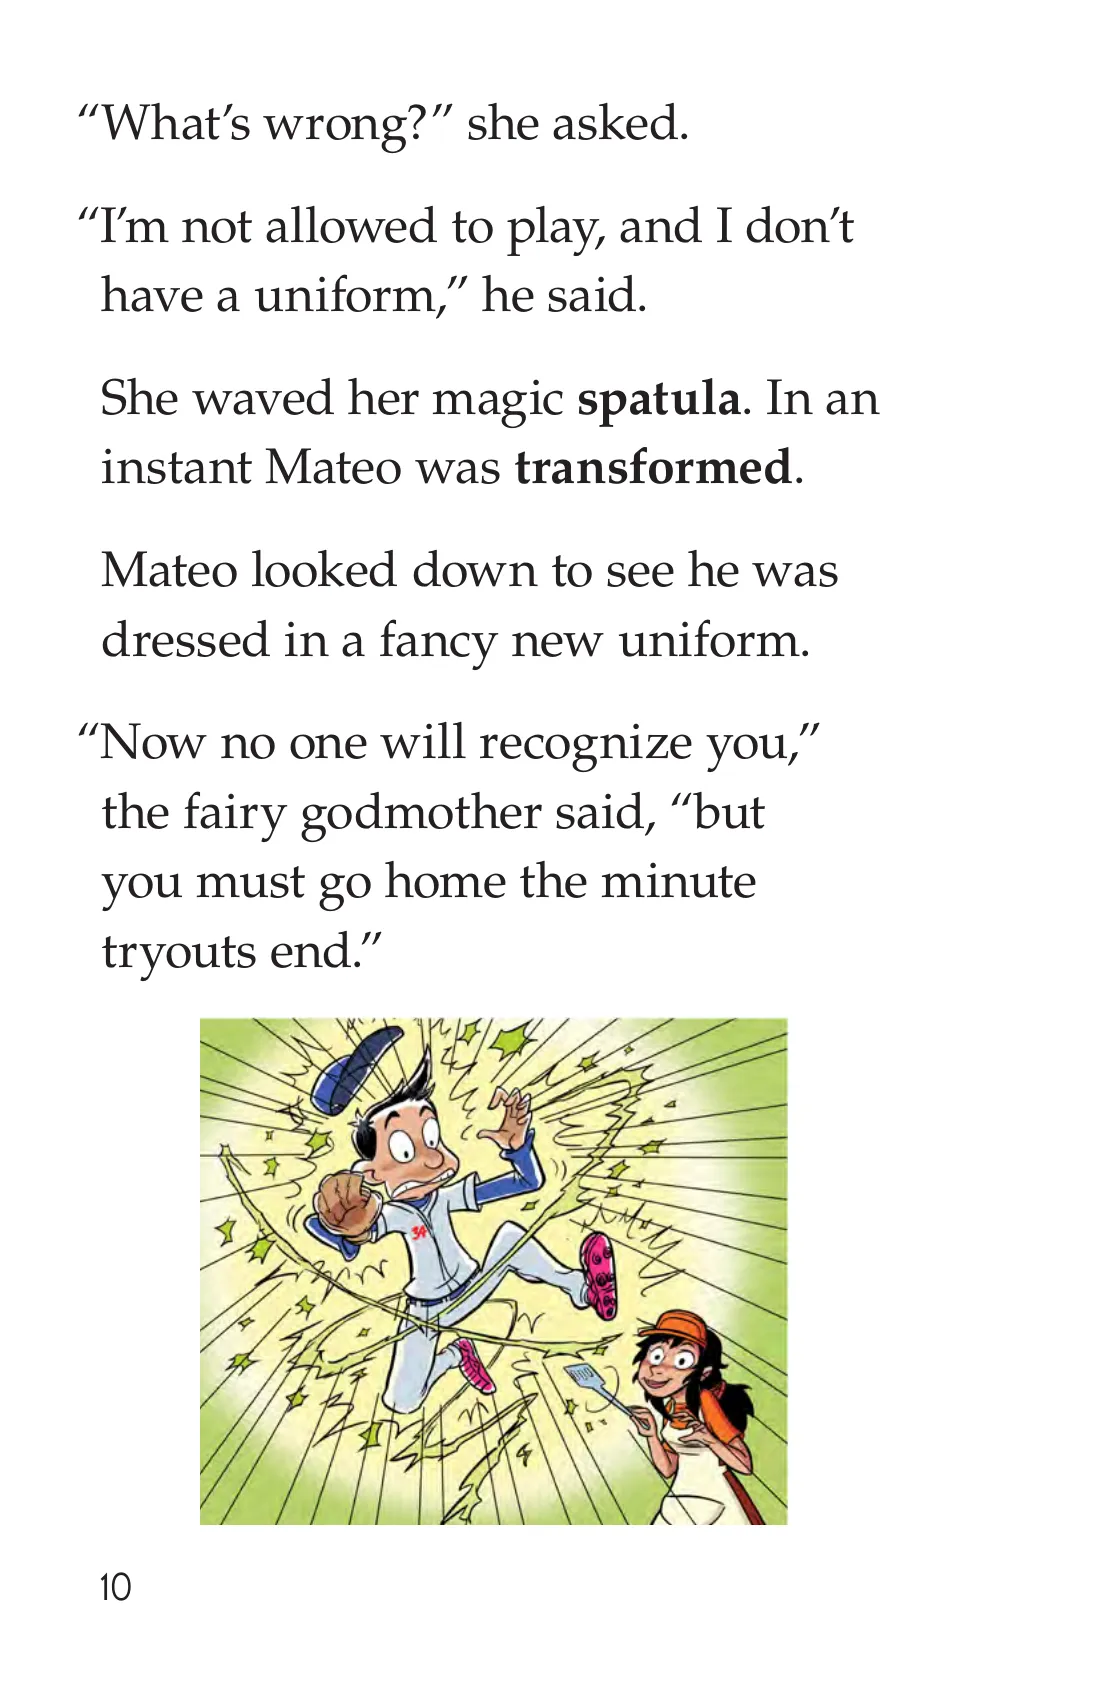 “What’s wrong?” she asked.
“I’m not allowed to play, and I don’t
have a uniform,” he said.
She waved her magic spatula. In an
instant Mateo was transformed.
Mateo looked down to see he was
dressed in a fancy new uniform.
“Now no one will recognize you,”
the fairy godmother said, “but
you must go home the minute
tryouts end.”
34
10